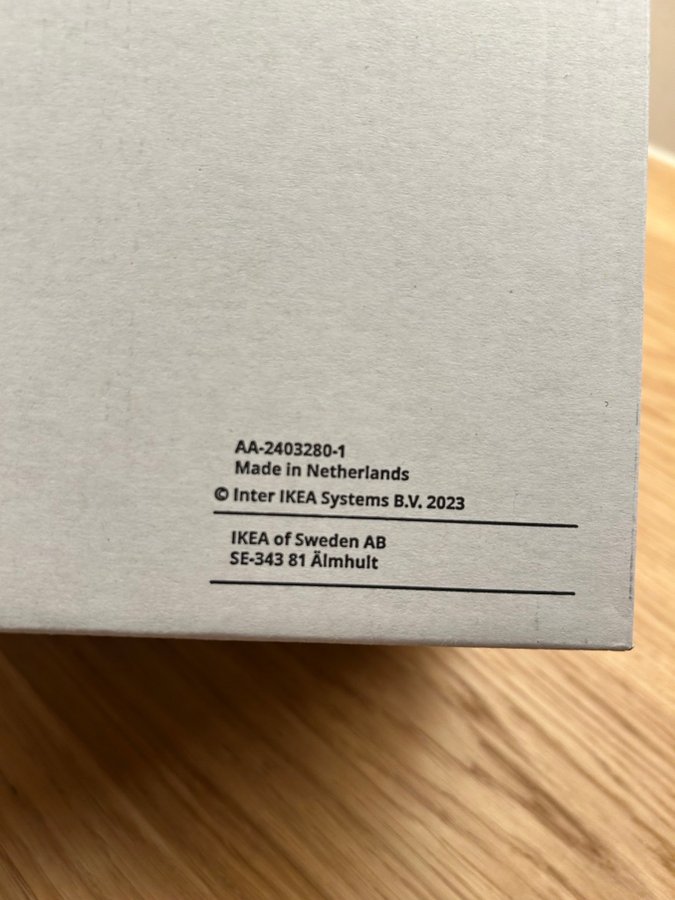 AA-2403280-1
Made in Netherlands
© Inter IKEA Systems B.V. 2023
IKEA of Sweden AB
SE-343 81 Älmhult